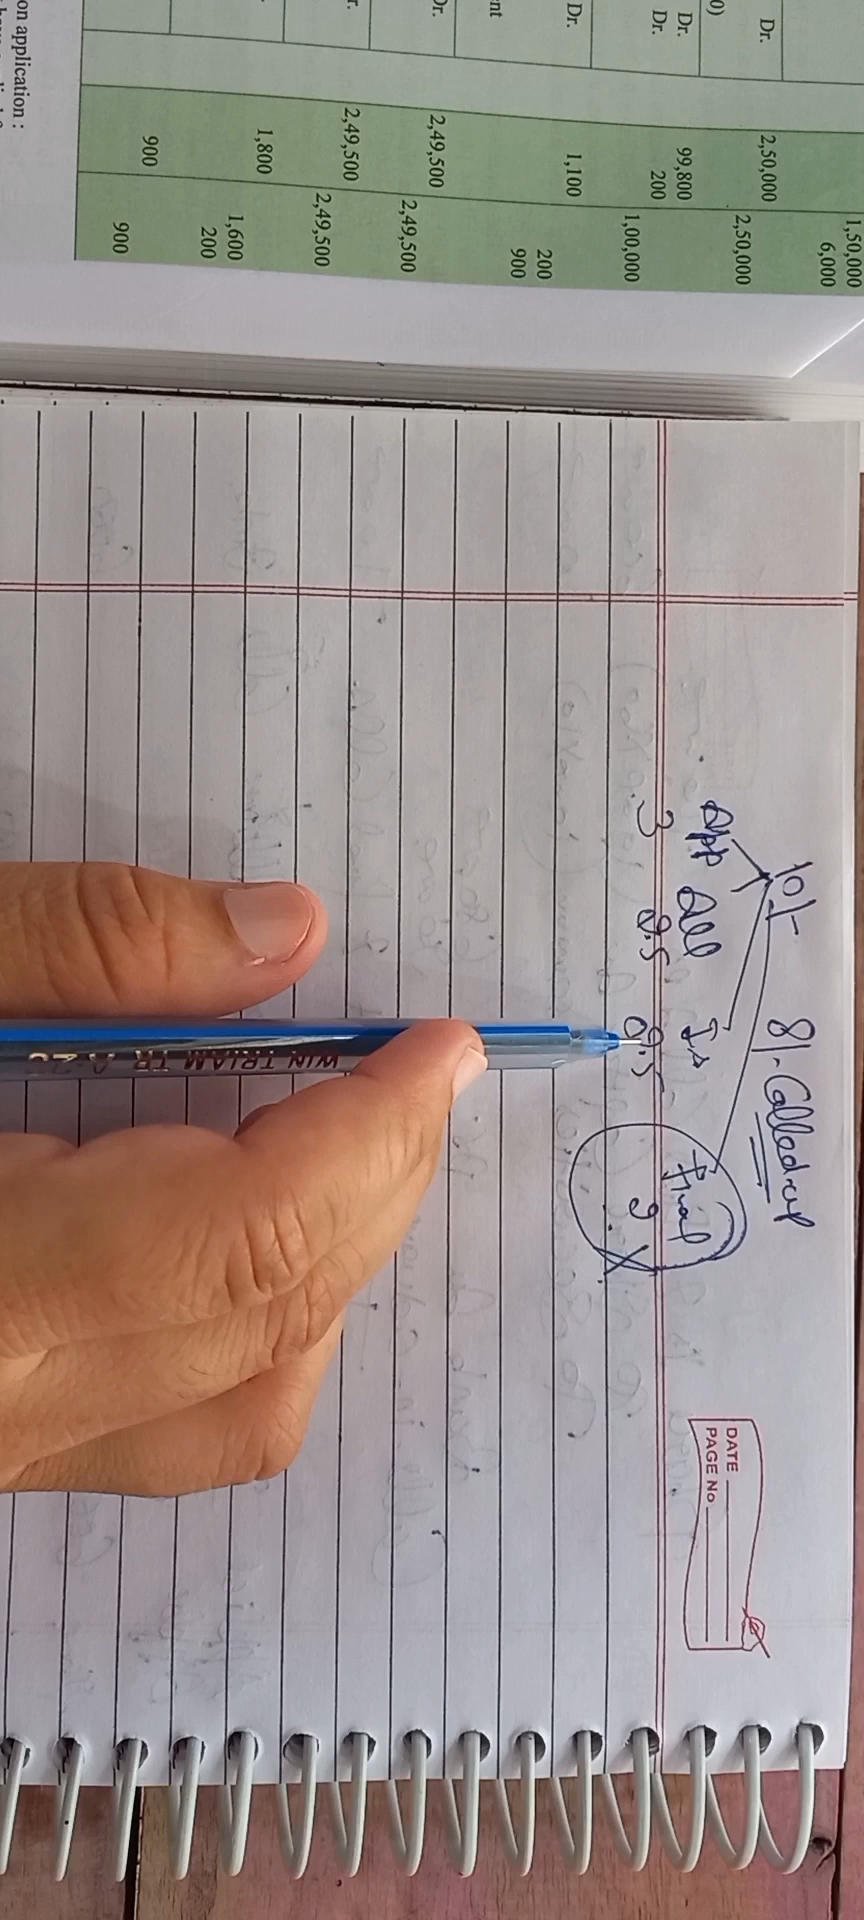 1,50,000
6,000
Dr. 2,50,000
2,50,000
0)
Dr. 99,800
Dr. 200
1,00,000
Dr. 1,100
200
900
nt
Dr. 2,49,500
2,49,500
r. 2,49,500
2,49,500
1,800
1,600
200
900
900
on application :
10/- 8/- Called-up
App All Is Final
3 2.5 2.5 2 X
DATE
PAGE No
WIN